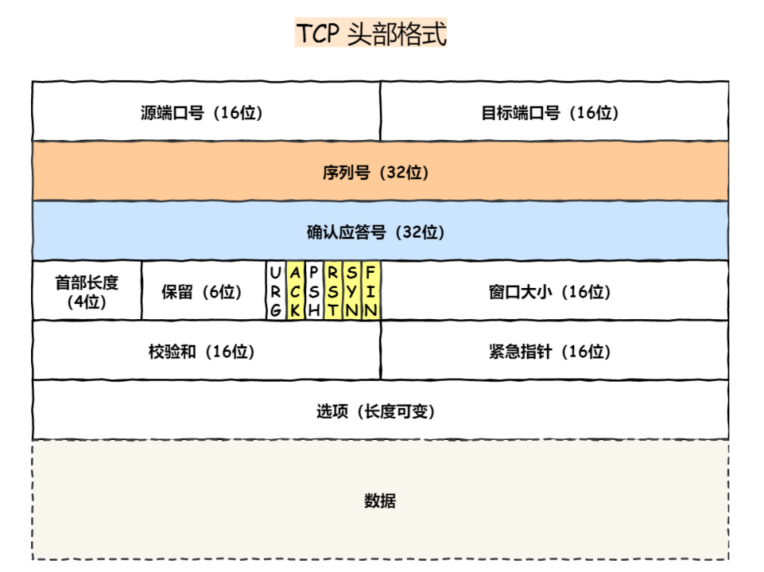 TCP 头部格式
源端口号（16位） 目标端口号（16位）
序列号（32位）
确认应答号（32位）
首部长度
（4位）
保留（6位）
URG
ACK
PSH
RST
SYN
FIN
窗口大小（16位）
校验和（16位） 紧急指针（16位）
选项（长度可变）
数据